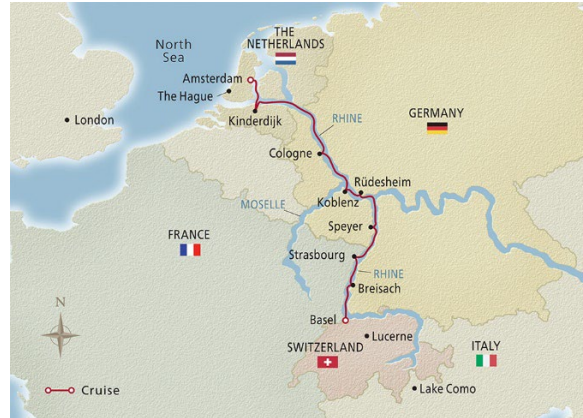 North
Sea
THE
NETHERLANDS
Amsterdam
The Hague
Kinderdijk
London
RHINE
GERMANY
Cologne
Rüdesheim
Koblenz
MOSELLE
Speyer
FRANCE
Strasbourg
RHINE
Breisach
N
Basel
Lucerne
SWITZERLAND
ITALY
Cruise
Lake Como